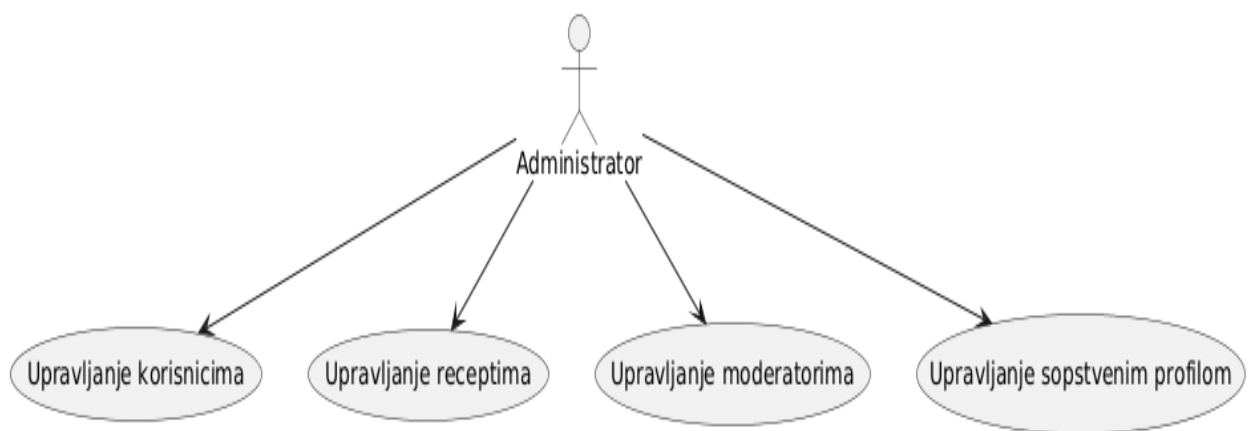 Administrator
Upravljanje korisnicima
Upravljanje receptima
Upravljanje moderatorima
Upravljanje sopstvenim profilom